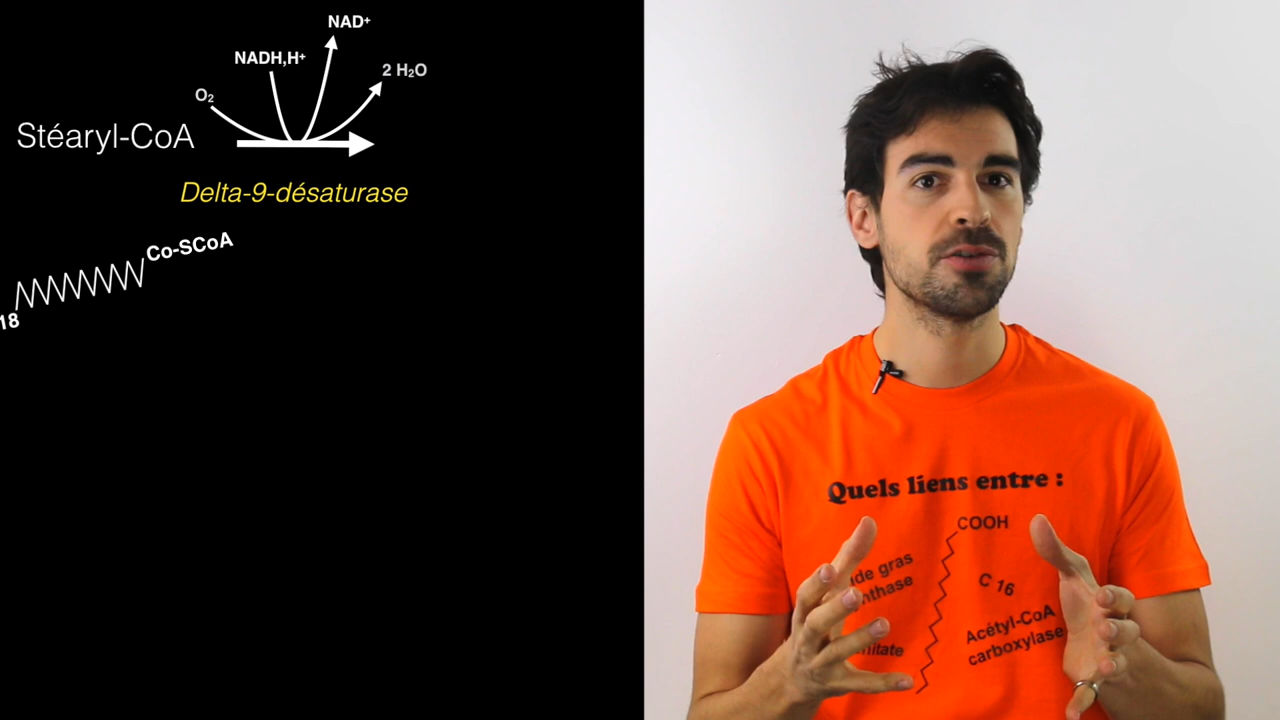 NAD⁺
NADH,H⁺
2 H₂O
O₂
Stéaryl-CoA
Delta-9-désaturase
Co-SCoA
18
Quels liens entre :
COOH
gras
C 16
Acétyl-CoA
carboxylase